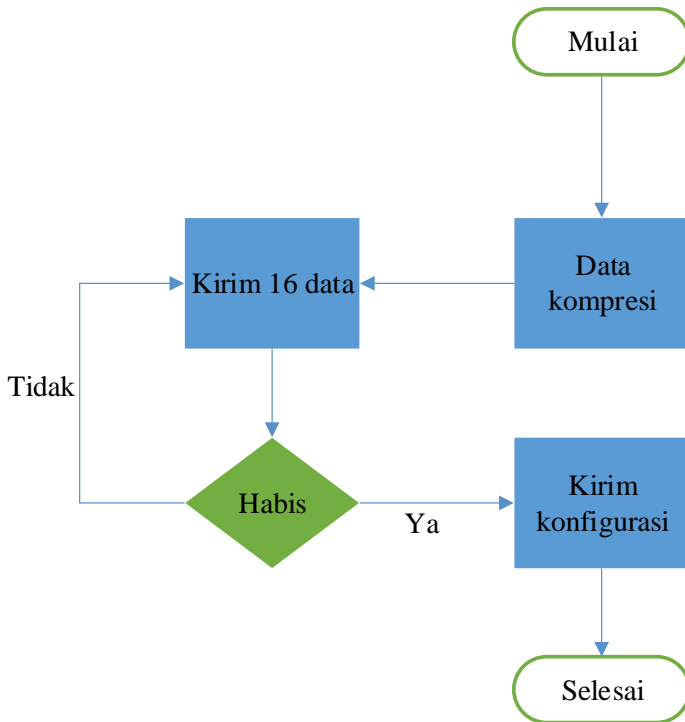 Mulai
Data
kompresi
Kirim 16 data
Tidak
Habis
Ya
Kirim
konfigurasi
Selesai